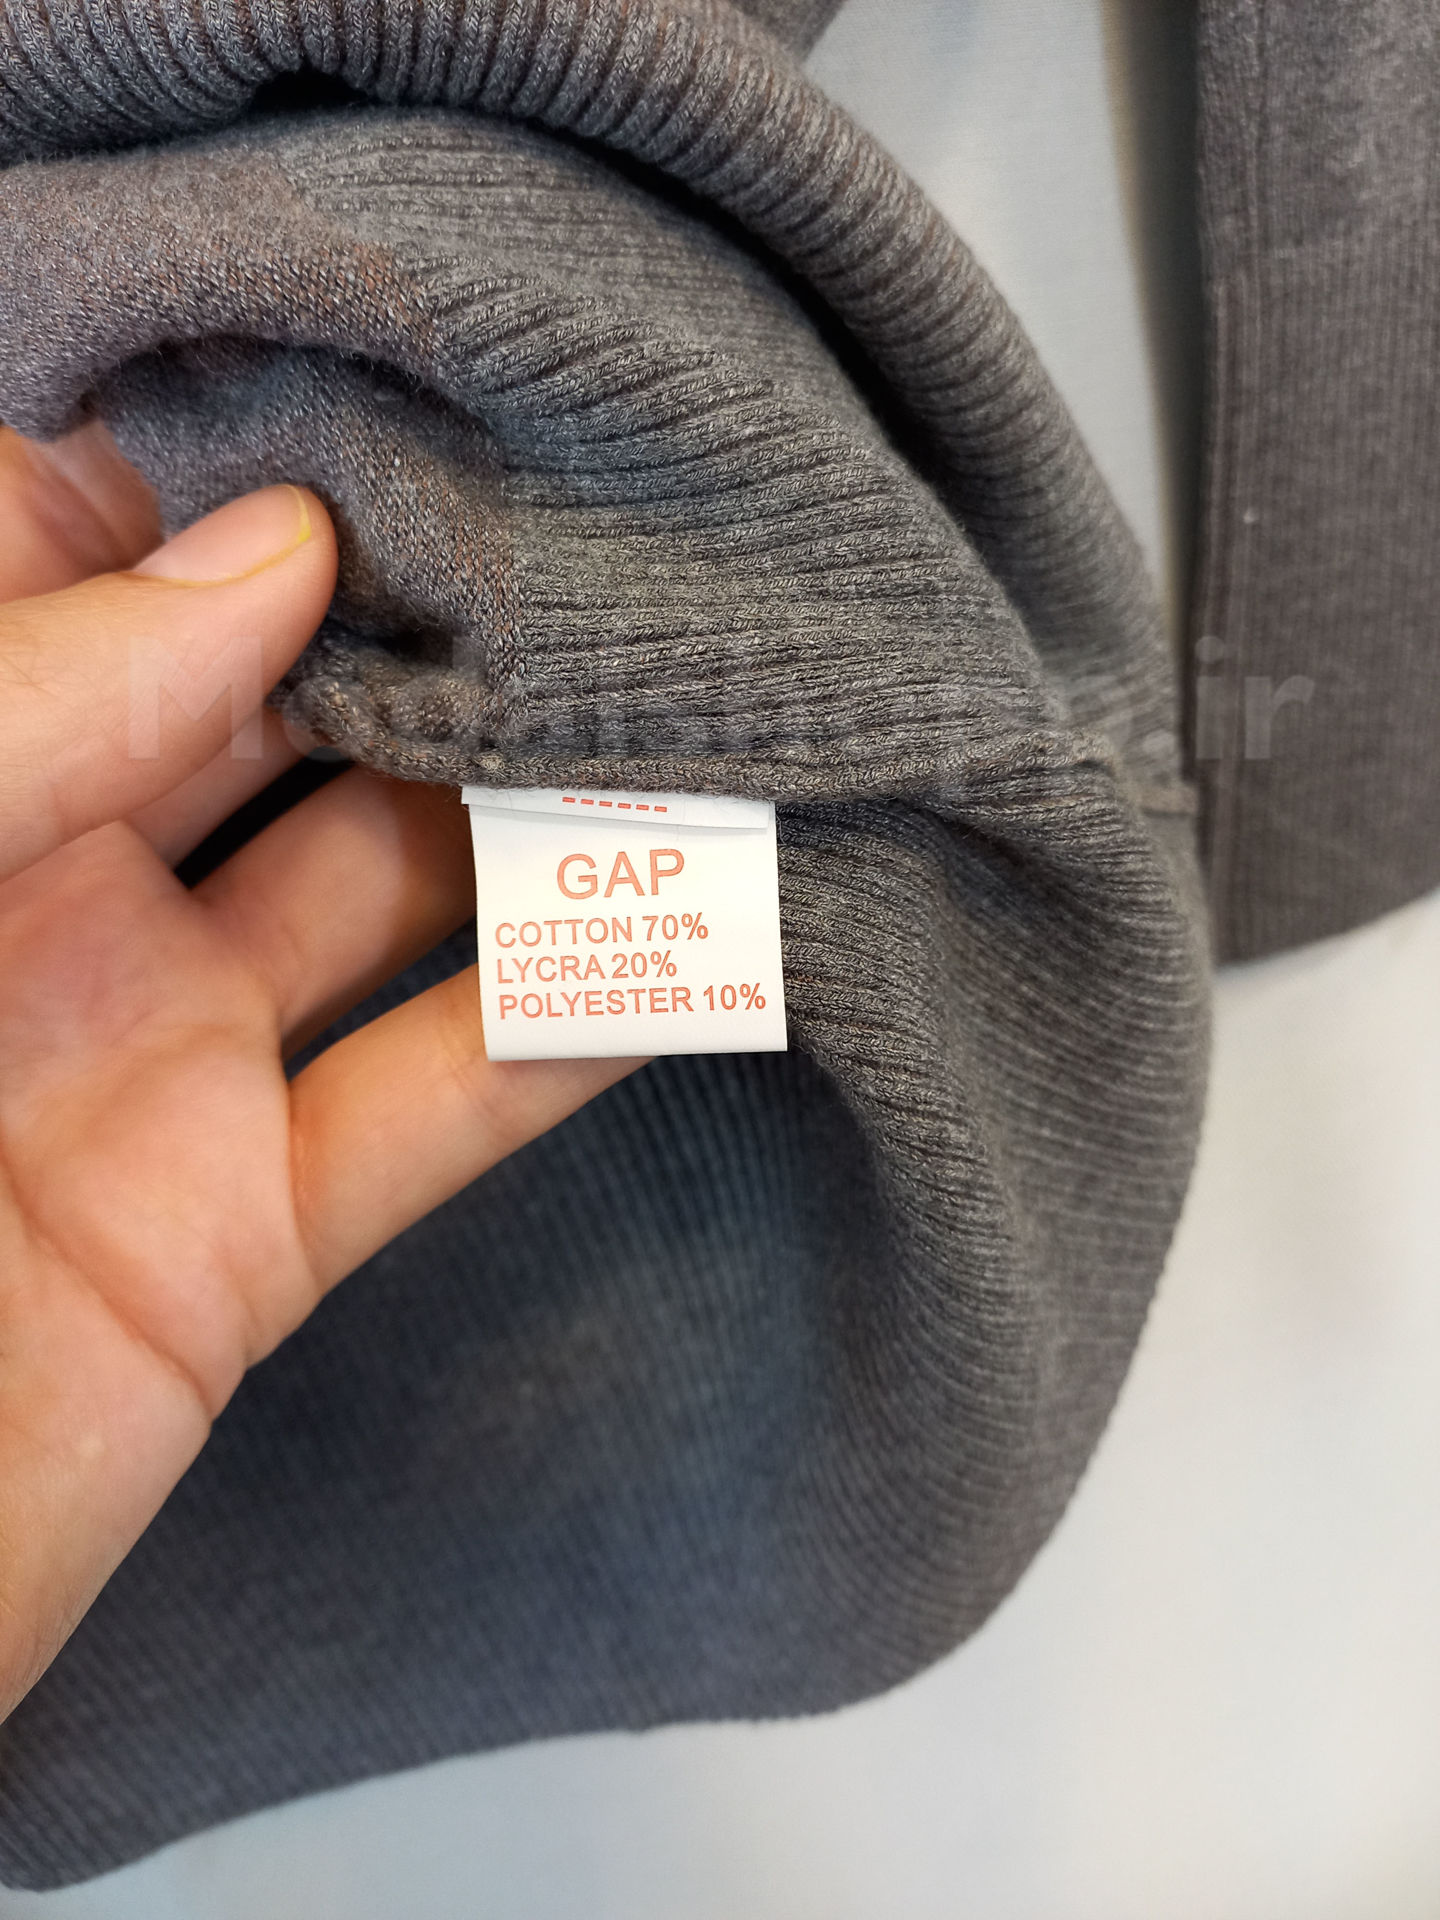 GAP
COTTON 70%
LYCRA 20%
POLYESTER 10%